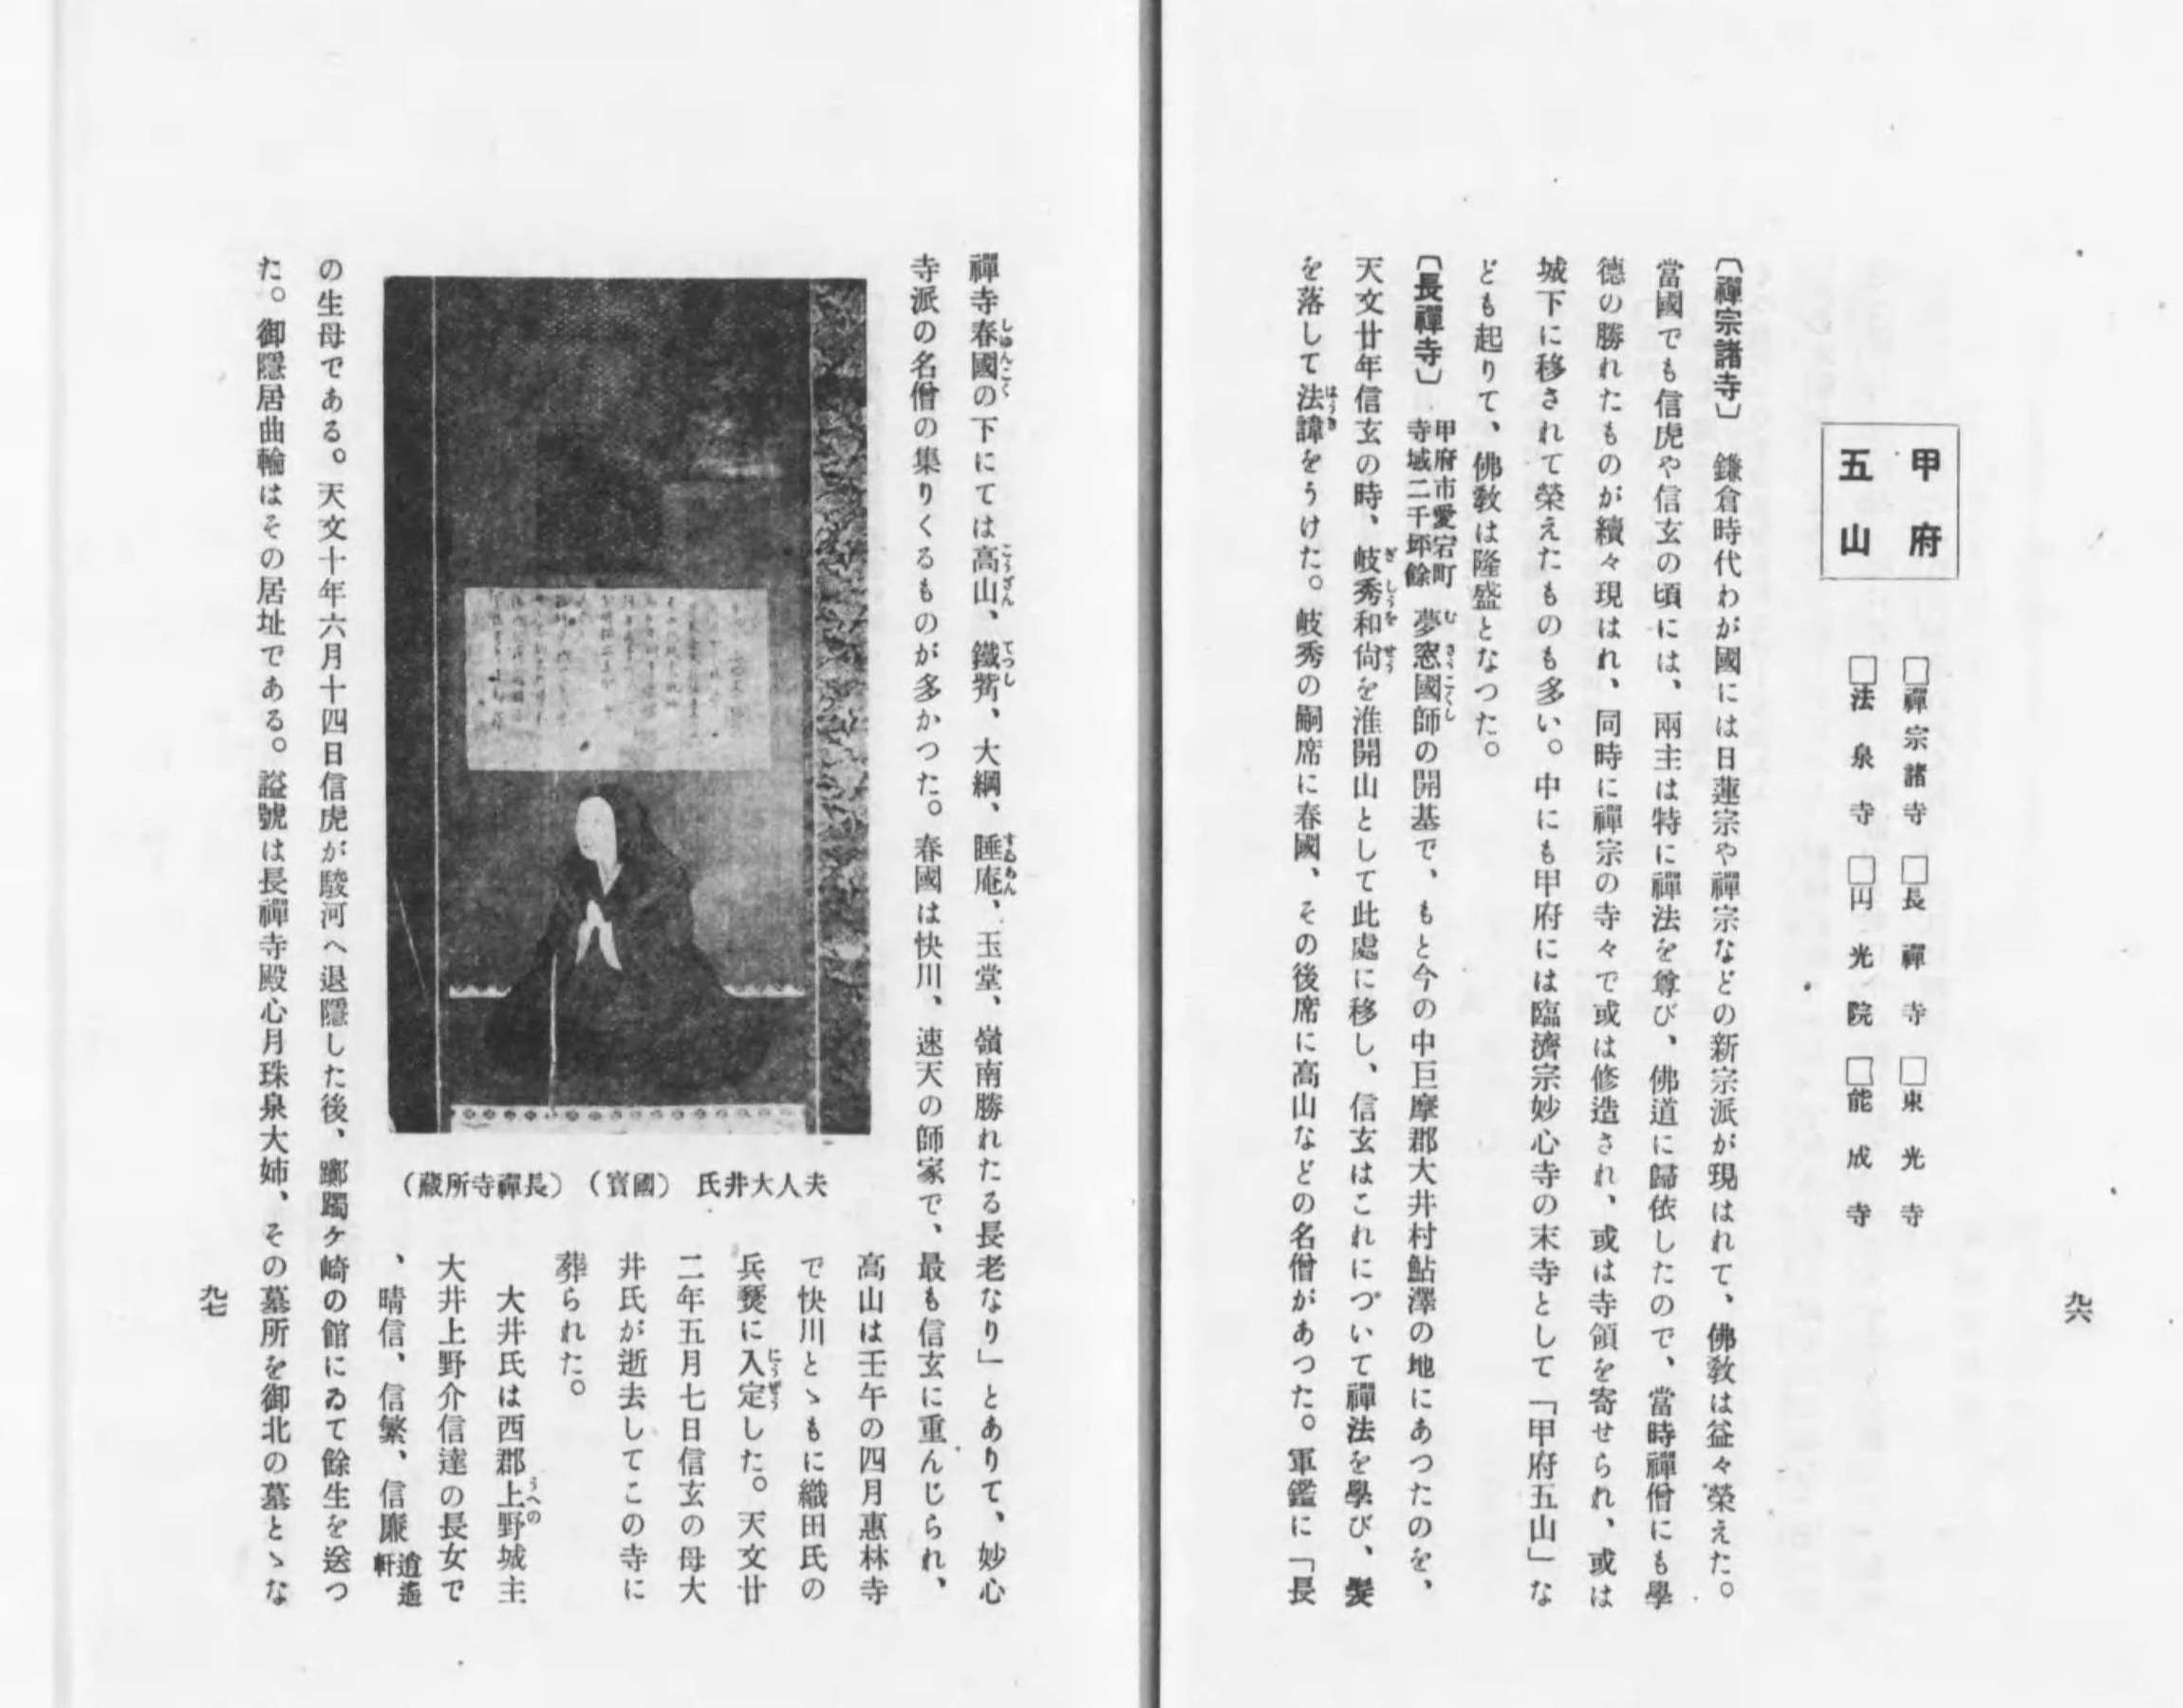 甲府
五山
□禪宗諸寺 □長禪寺 □東光寺
□法泉寺 □円光院 □能成寺
〔禪宗諸寺〕 鎌倉時代わが國には日蓮宗や禪宗などの新宗派が現はれて、佛敎は益々榮えた。
當國でも信虎や信玄の頃には、兩主は特に禪法を尊び、佛道に歸依したので、當時禪僧にも學
德の勝れたものが續々現はれ、同時に禪宗の寺々で或は修造され、或は寺領を寄せられ、或は
城下に移されて榮えたものも多い。中にも甲府には臨濟宗妙心寺の末寺として「甲府五山」な
ども起りて、佛敎は隆盛となつた。
〔長禪寺〕 甲府市愛宕町寺域二千坪餘 夢窓國師の開基で、もと今の中巨摩郡大井村鮎澤の地にあつたのを、
天文廿年信玄の時、岐秀和尙を准開山として此處に移し、信玄はこれについて禪法を學び、髮
を落して法諱をうけた。岐秀の嗣席に春國、その後席に高山などの名僧があつた。軍鑑に「長
九六
禪寺春國の下にては高山、鐵觜、大綱、睡庵、玉堂、嶺南勝れたる長老なり」とありて、妙心
寺派の名僧の集りくるものが多かつた。春國は快川、速天の師家で、最も信玄に重んじられ、
高山は壬午の四月惠林寺
で快川とゝもに織田氏の
兵燹に入定した。天文廿
二年五月七日信玄の母大
井氏が逝去してこの寺に
葬られた。
大井氏は西郡上野城主
大井上野介信達の長女で
、晴信、信繁、信廉逍遙軒
の生母である。天文十年六月十四日信虎が駿河へ退隱した後、躑躅ケ崎の館にゐて餘生を送つ
た。御隱居曲輪はその居址である。謚號は長禪寺殿心月珠泉大姉、その墓所を御北の墓とゝな
(藏所寺禪長) (寶國) 氏井大人夫
九七